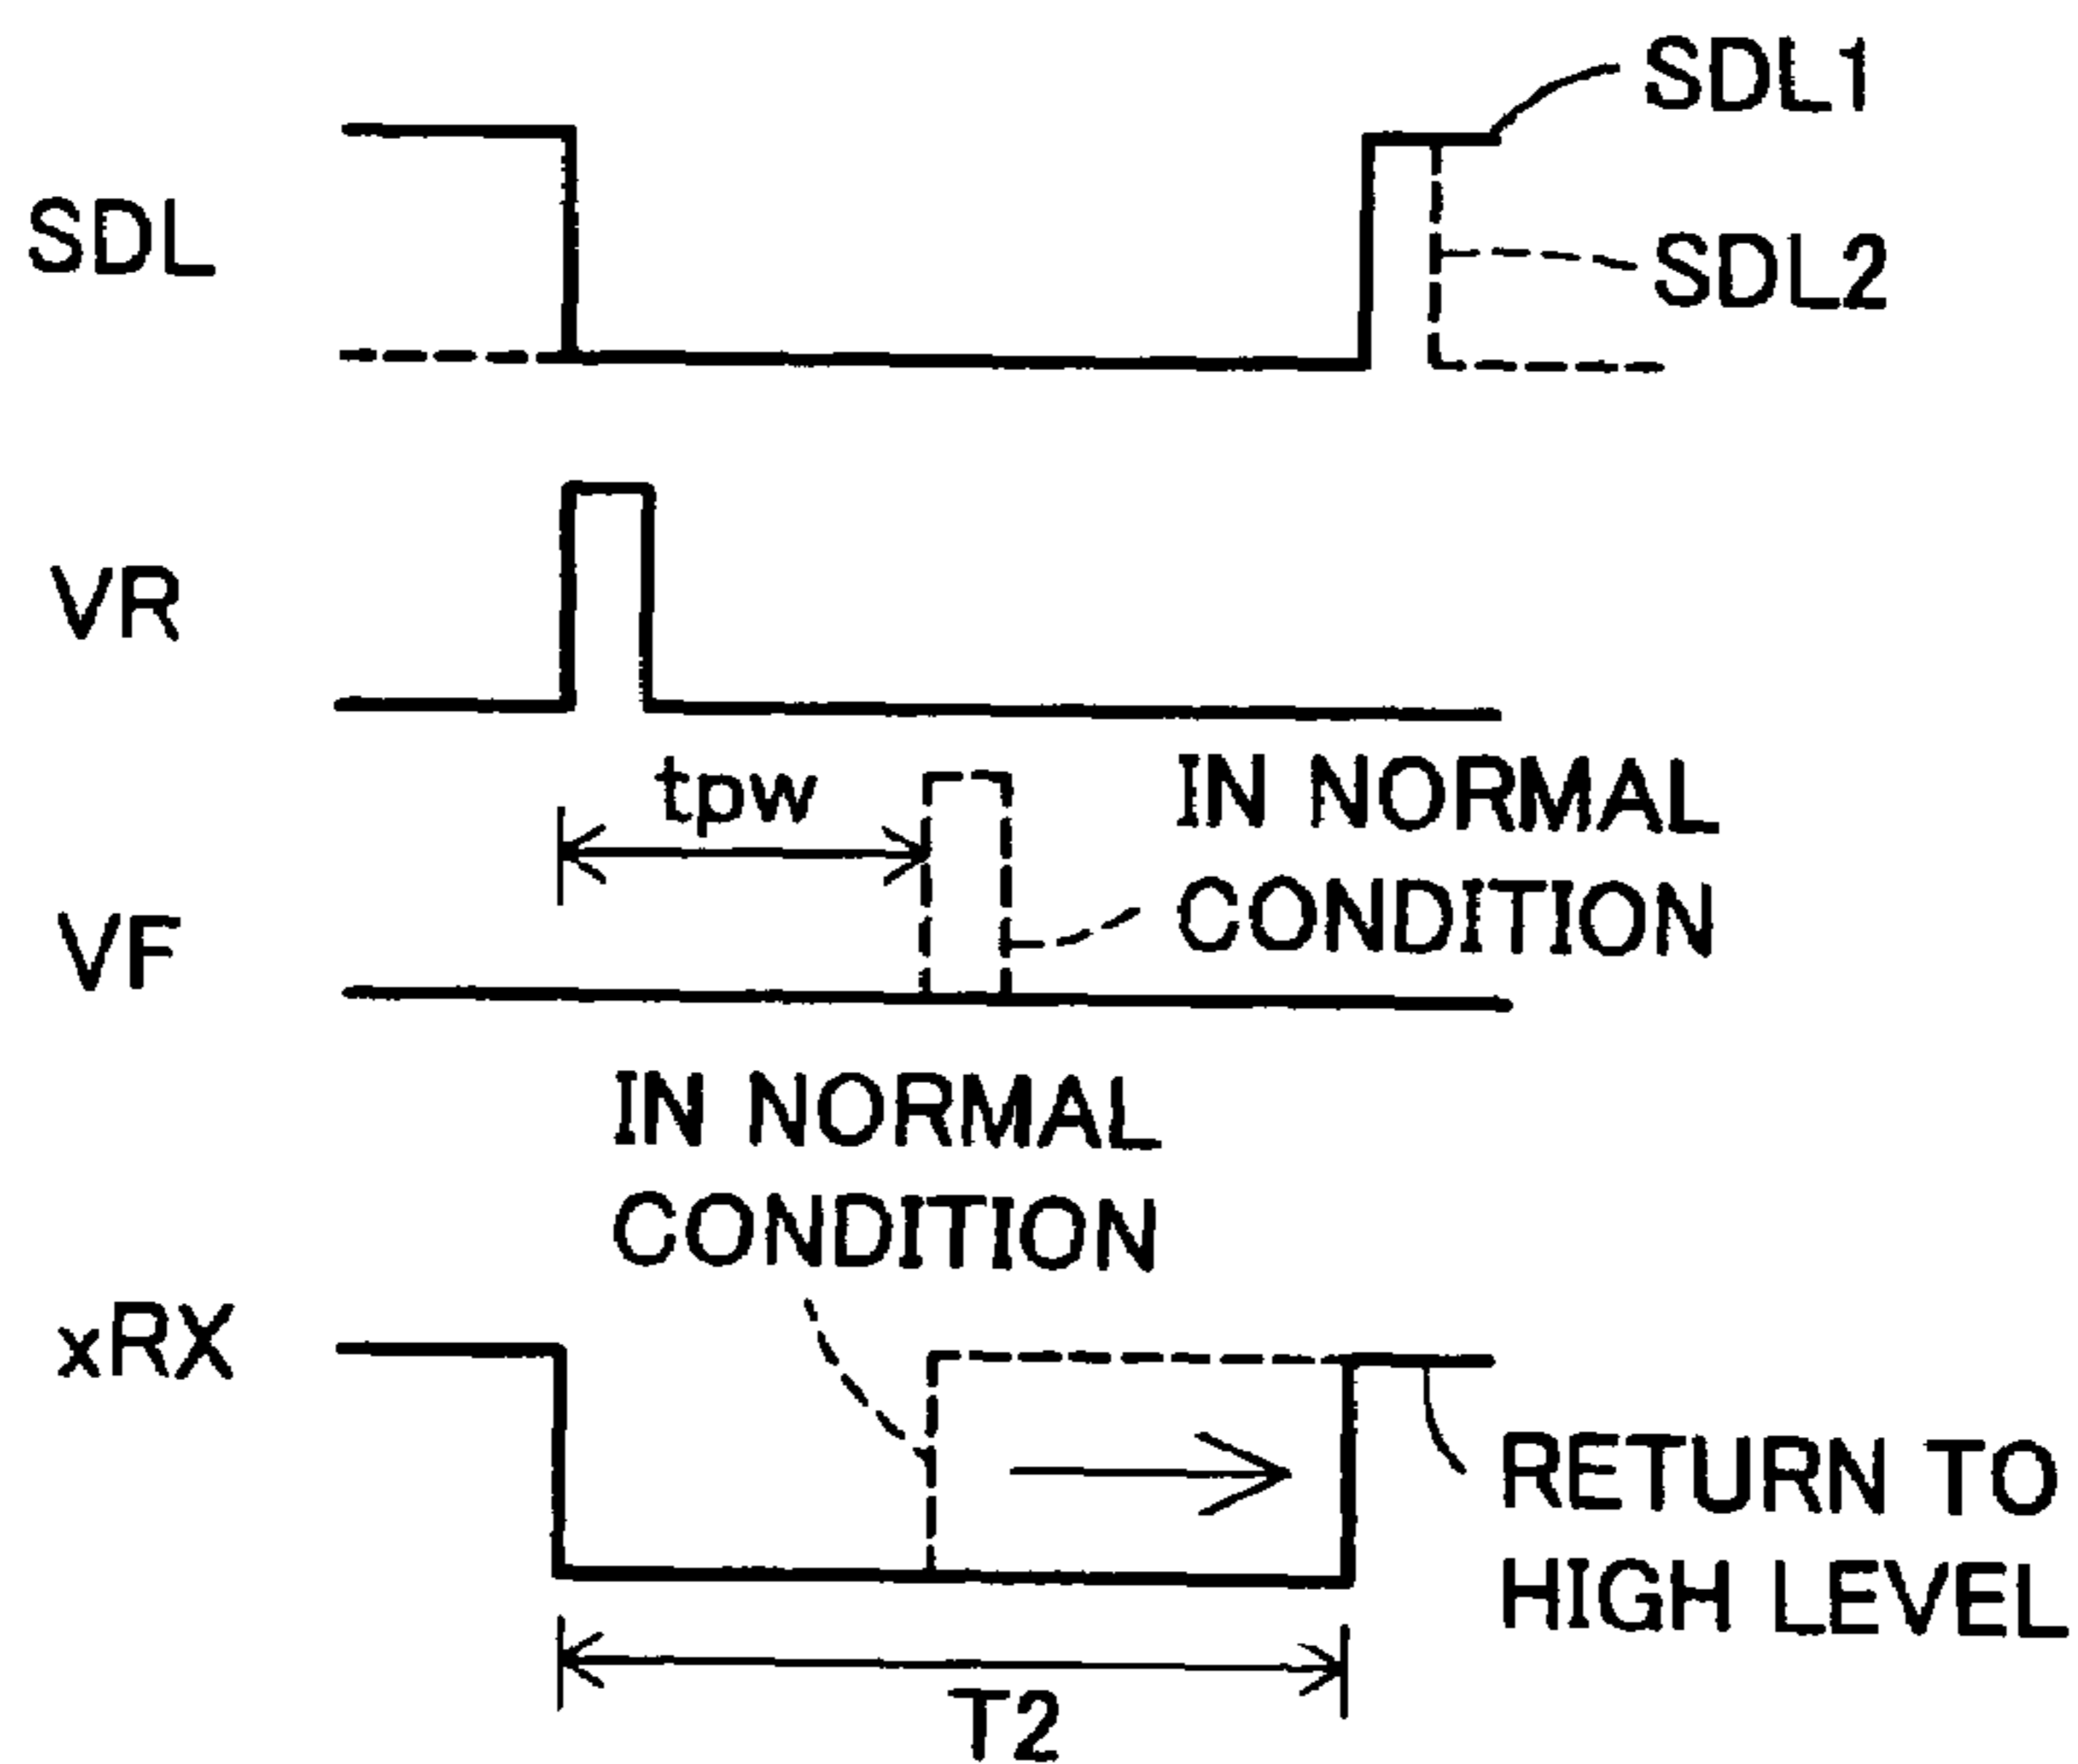 SDL1
SDL
SDL2
VR
tpw
IN NORMAL
CONDITION
VF
IN NORMAL
CONDITION
xRX
RETURN TO
HIGH LEVEL
T2